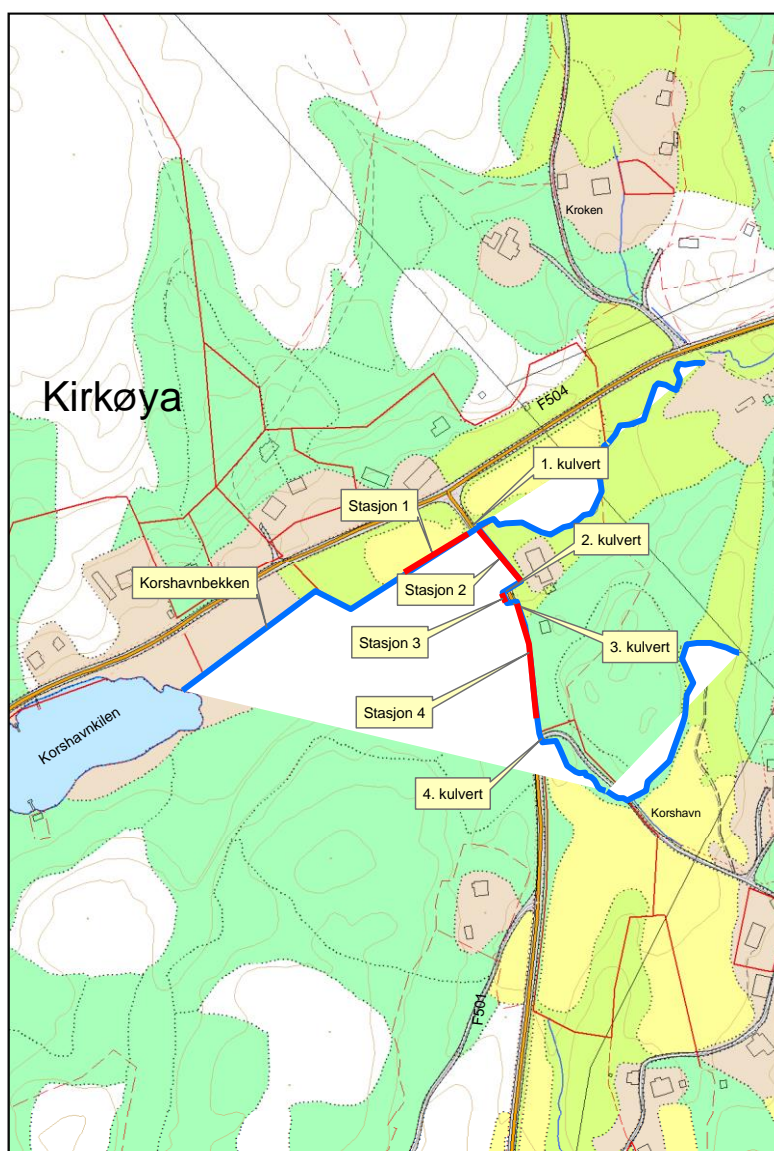 Kroken
Kirkøya
F504
1. kulvert
Stasjon 1
2. kulvert
Korshavnbekken
Stasjon 2
Stasjon 3
3. kulvert
Stasjon 4
Korshavnkilen
4. kulvert
Korshavn
F501